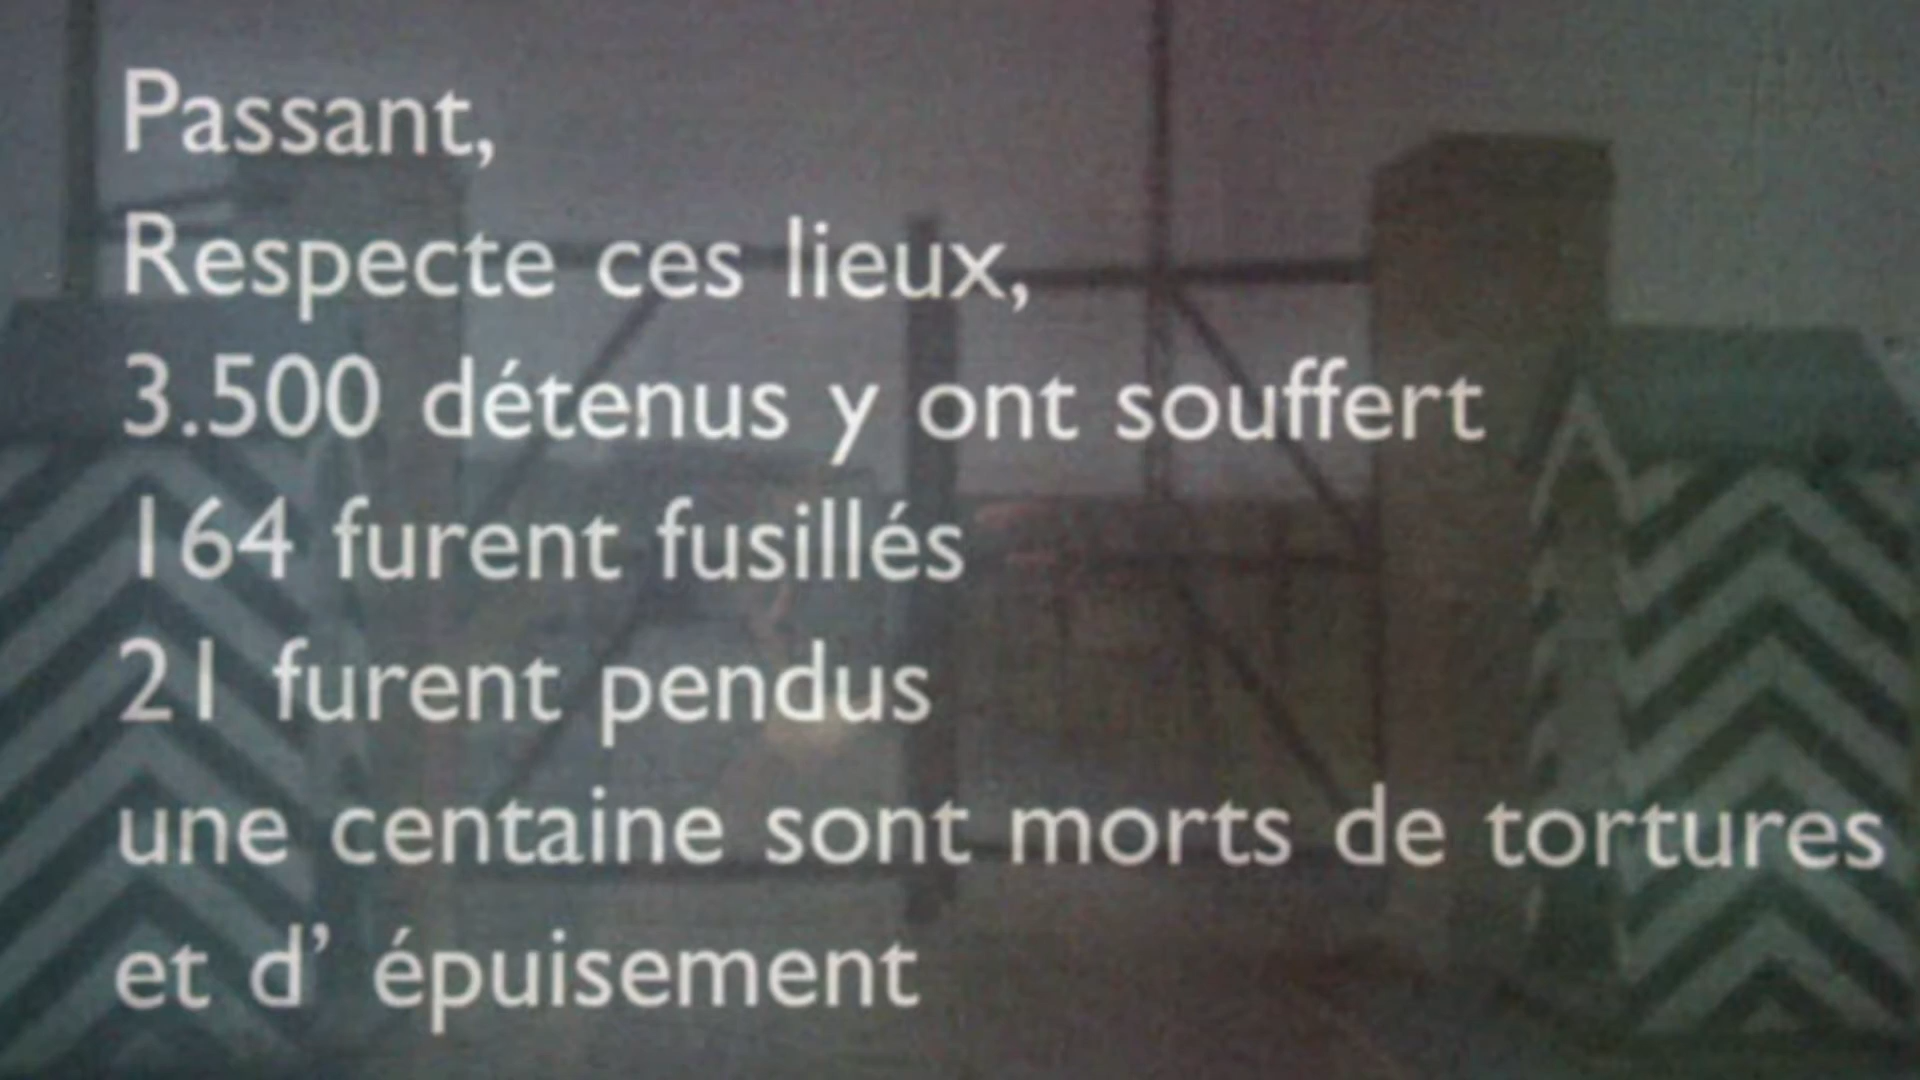 Passant,
Respecte ces lieux,
3.500 détenus y ont souffert
164 furent fusillés
21 furent pendus
une centaine sont morts de tortures
et d’ épuisement